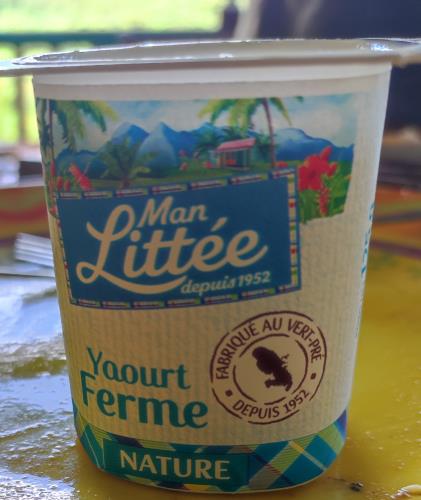 Man
Littée
depuis 1952
FABRIQUÉ AU VERT-PRÉ
DEPUIS 1952
Yaourt
Ferme
NATURE